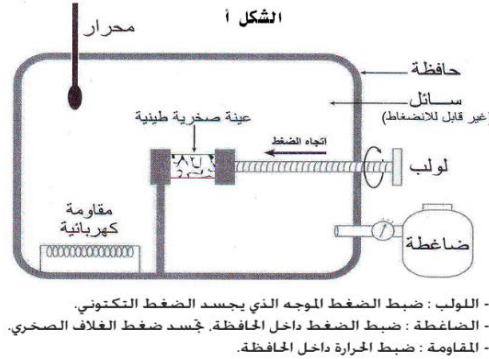 الشكل أ
محرار
حافظة
سائل
(غير قابل للانضغاط)
عينة صخرية طينية
اتجاه الضغط
لولب
مقاومة
كهربائية
ضاغطة
- اللولب : ضبط الضغط الموجه الذي يجسد الضغط التكتوني.
- الضاغطة : ضبط الضغط داخل الحافظة، تجسد ضغط الغلاف الصخري.
- المقاومة : ضبط الحرارة داخل الحافظة.